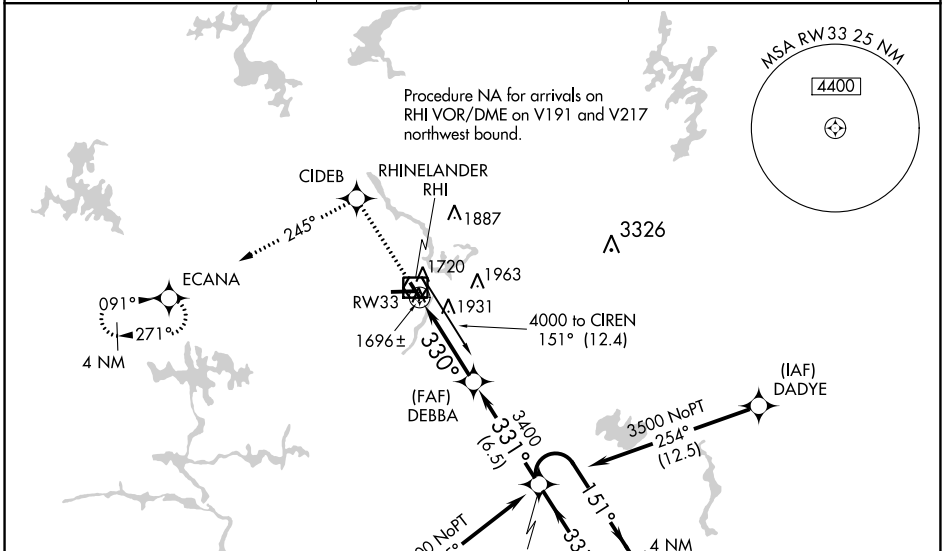 MSA RW33 25 NM
4400
Procedure NA for arrivals on
RHI VOR/DME on V191 and V217
northwest bound.
CIDEB
RHINELANDER
RHI
1887
3326
245°
ECANA
1720
1963
091°
RW33
1931
271°
4 NM
1696±
4000 to CIREN
151° (12.4)
330°
(IAF)
DADYE
(FAF)
DEBBA
3500 NoPT
254°
(12.5)
3400
331°
(6.5)
151°
00 NoPT
4 NM